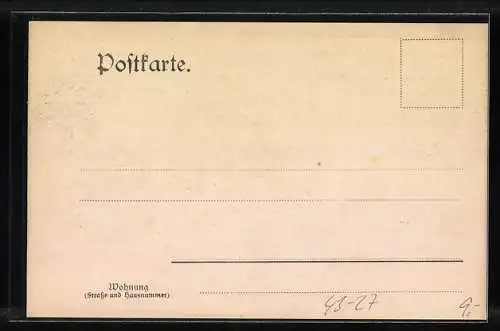 Postkarte.
Wohnung
(Straße und Hausnummer)
43-27
9.-